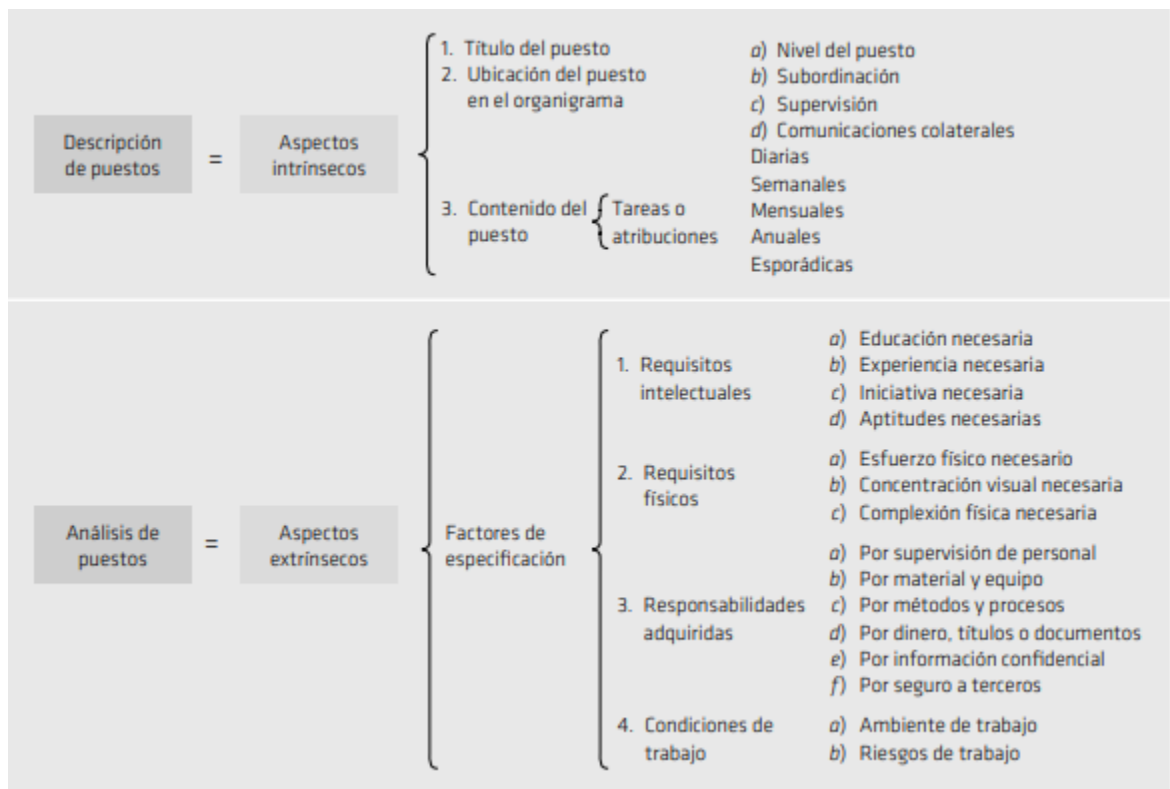 Descripción
de puestos
=
Aspectos
intrínsecos
1. Título del puesto
2. Ubicación del puesto
en el organigrama
a) Nivel del puesto
b) Subordinación
c) Supervisión
d) Comunicaciones colaterales
3. Contenido del
puesto
Tareas o
atribuciones
Diarias
Semanales
Mensuales
Anuales
Esporádicas
Análisis de
puestos
=
Aspectos
extrínsecos
Factores de
especificación
1. Requisitos
intelectuales
a) Educación necesaria
b) Experiencia necesaria
c) Iniciativa necesaria
d) Aptitudes necesarias
2. Requisitos
físicos
a) Esfuerzo físico necesario
b) Concentración visual necesaria
c) Complexión física necesaria
3. Responsabilidades
adquiridas
a) Por supervisión de personal
b) Por material y equipo
c) Por métodos y procesos
d) Por dinero, títulos o documentos
e) Por información confidencial
f) Por seguro a terceros
4. Condiciones de
trabajo
a) Ambiente de trabajo
b) Riesgos de trabajo